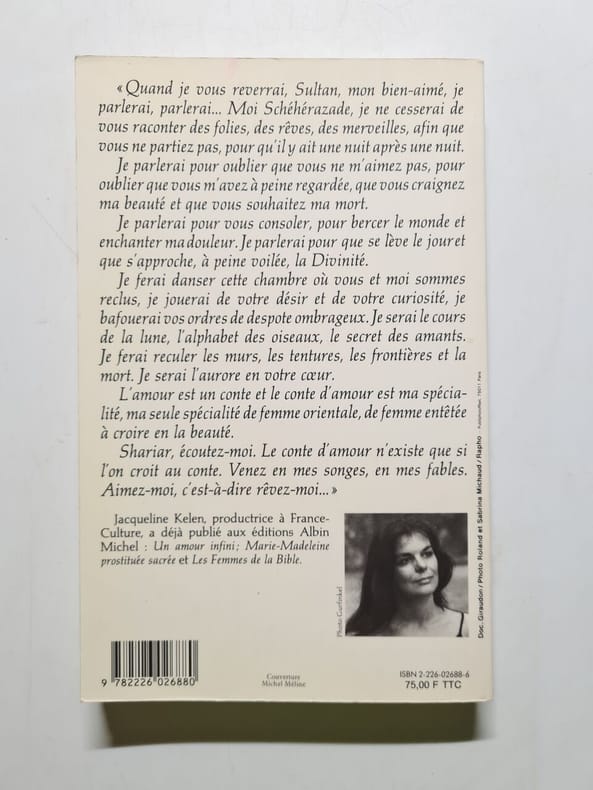 « Quand je vous reverrai, Sultan, mon bien-aimé, je
parlerai, parlerai... Moi Schéhérazade, je ne cesserai de
vous raconter des folies, des rêves, des merveilles, afin que
vous ne partiez pas, pour qu'il y ait une nuit après une nuit.
Je parlerai pour oublier que vous ne m'aimez pas, pour
oublier que vous m'avez à peine regardée, que vous craignez
ma beauté et que vous souhaitez ma mort.
Je parlerai pour vous consoler, pour bercer le monde et
enchanter ma douleur. Je parlerai pour que se lève le jour et
que s'approche, à peine voilée, la Divinité.
Je ferai danser cette chambre où vous et moi sommes
reclus, je jouerai de votre désir et de votre curiosité, je
bafouerai vos ordres de despote ombrageux. Je serai le cours
de la lune, l'alphabet des oiseaux, le secret des amants.
Je ferai reculer les murs, les tentures, les frontières et la
mort. Je serai l'aurore en votre cœur.
L'amour est un conte et le conte d'amour est ma spécia-
lité, ma seule spécialité de femme orientale, de femme entêtée
à croire en la beauté.
Shariar, écoutez-moi. Le conte d'amour n'existe que si
l'on croit au conte. Venez en mes songes, en mes fables.
Aimez-moi, c'est-à-dire rêvez-moi... »
Jacqueline Kelen, productrice à France-
Culture, a déjà publié aux éditions Albin
Michel : Un amour infini ; Marie-Madeleine
prostituée sacrée et Les Femmes de la Bible.
Photo Gurfinkel
Doc. Giraudon/Photo Roland et Sabrina Michaud/Rapho
9 782226 026880
Couverture
Michel Méline
ISBN 2-226-02688-6
75,00 F TTC